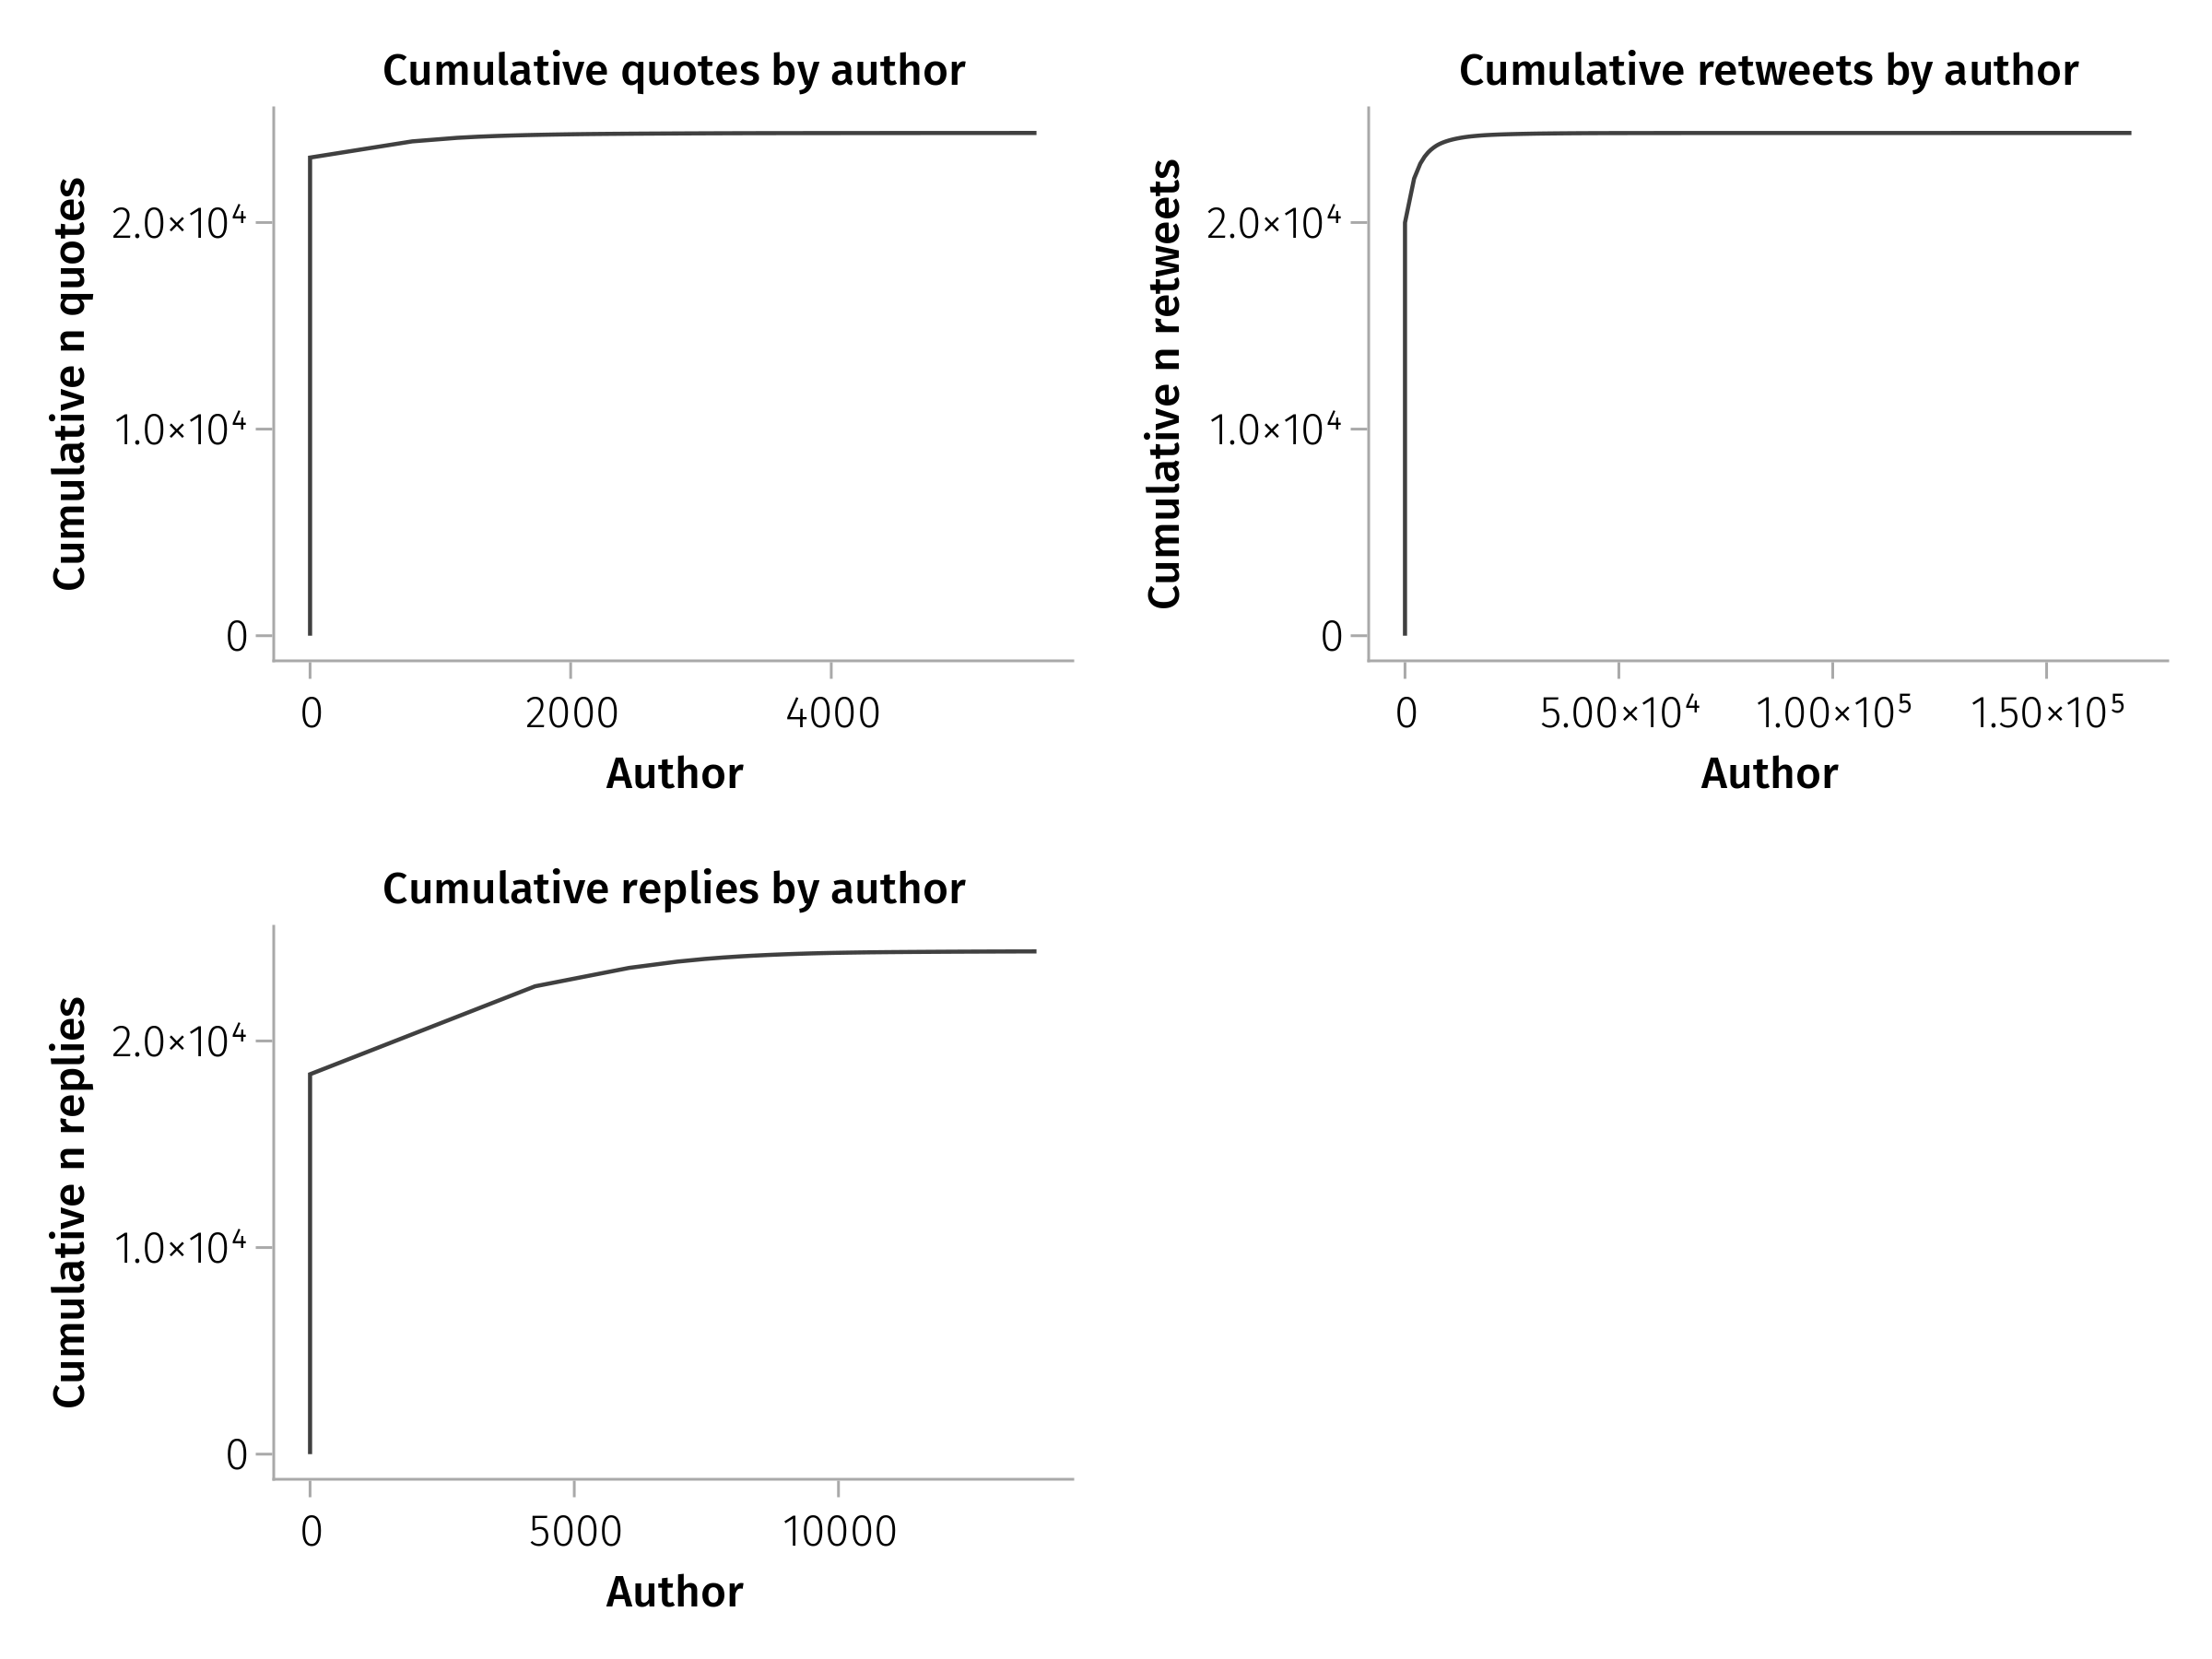 Cumulative quotes by author
Cumulative n quotes
2.0×10⁴
1.0×10⁴
0
0 2000 4000
Author
Cumulative retweets by author
Cumulative n retweets
2.0×10⁴
1.0×10⁴
0
0 5.00×10⁴ 1.00×10⁵ 1.50×10⁵
Author
Cumulative replies by author
Cumulative n replies
2.0×10⁴
1.0×10⁴
0
0 5000 10000
Author